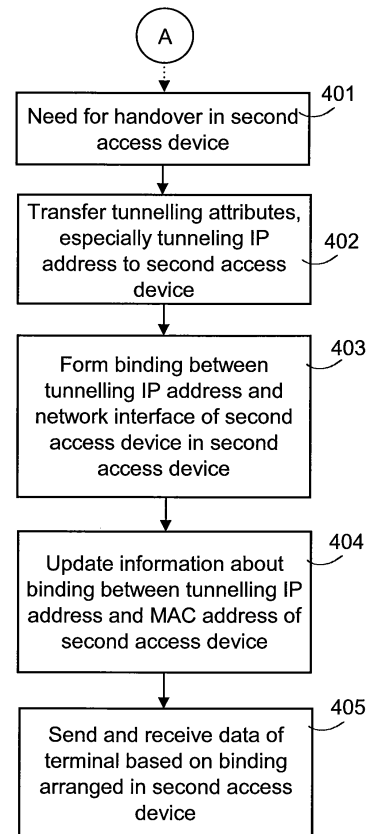 A
401
Need for handover in second
access device
Transfer tunnelling attributes,
especially tunneling IP
address to second access
device
402
Form binding between
tunnelling IP address and
network interface of second
access device in second
access device
403
404
Update information about
binding between tunnelling IP
address and MAC address of
second access device
405
Send and receive data of
terminal based on binding
arranged in second access
device